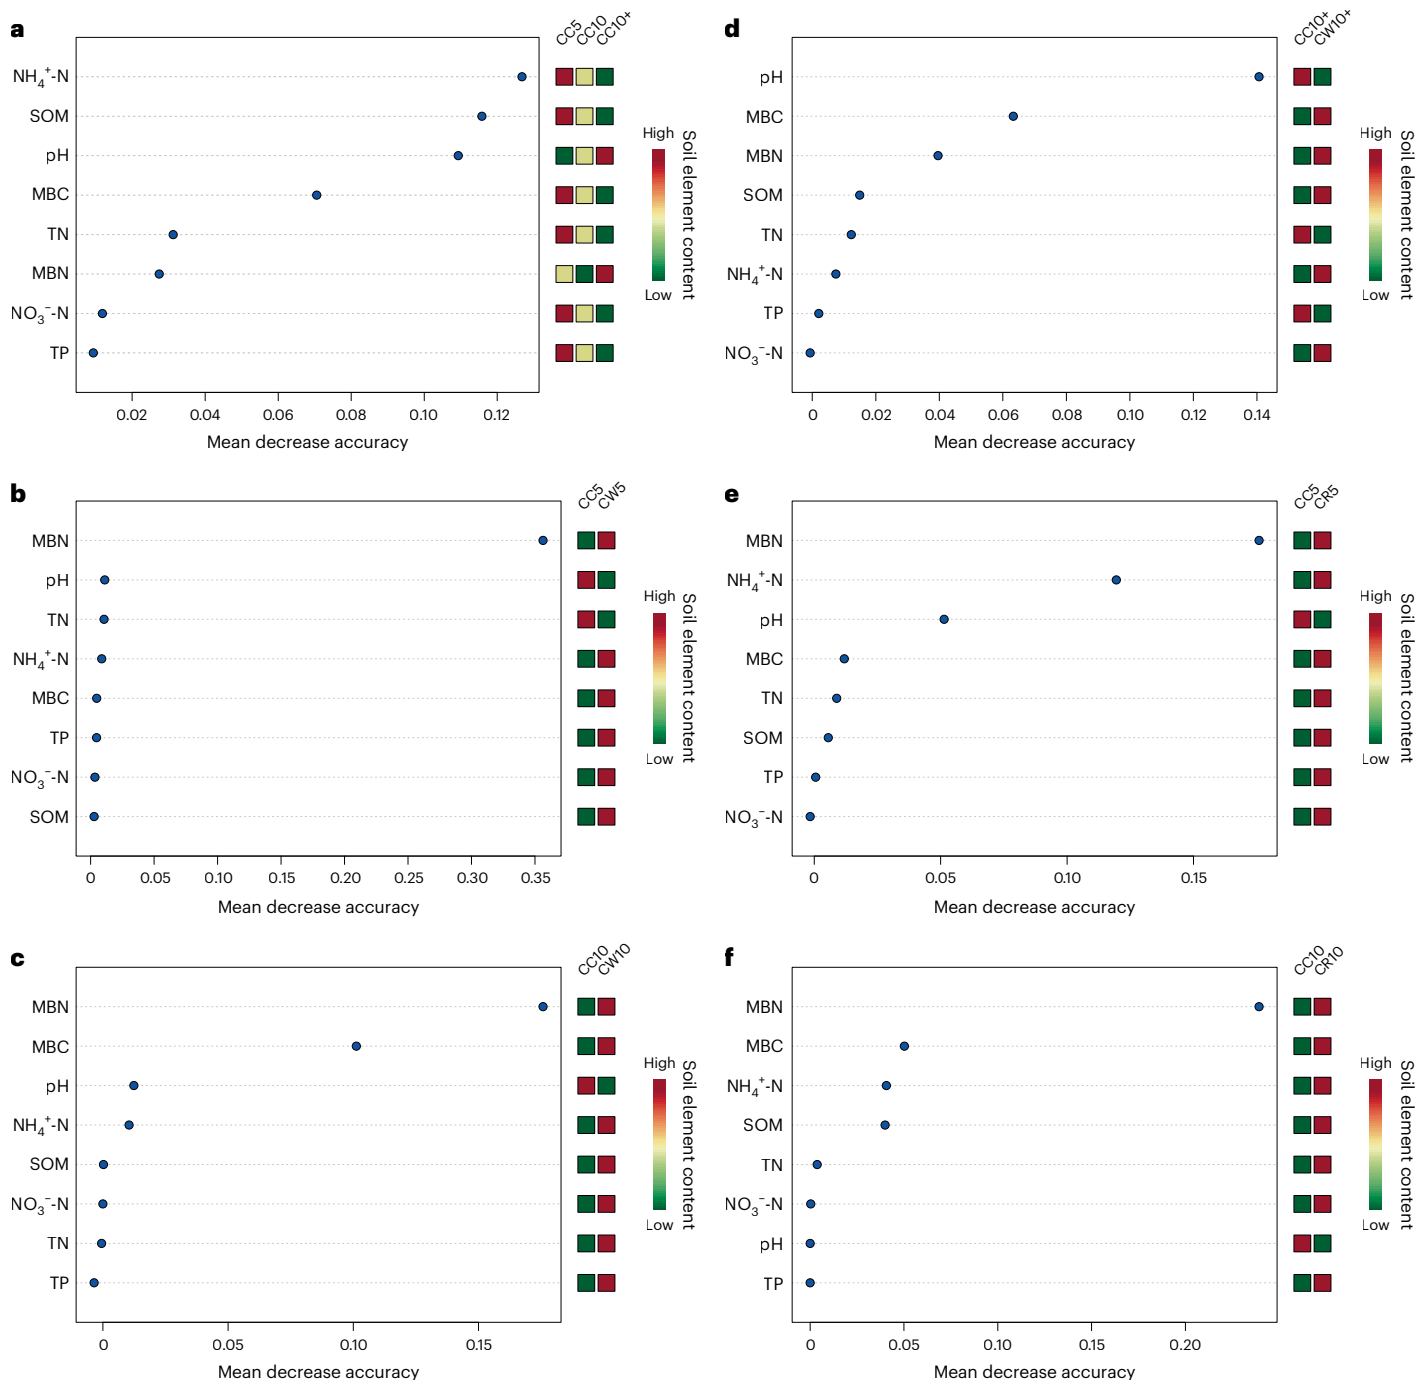 a
CC5 CC10 CC10+
NH₄⁺-N
SOM
pH
MBC
TN
MBN
NO₃⁻-N
TP
0.02 0.04 0.06 0.08 0.10 0.12
Mean decrease accuracy
High
Low
Soil element content
d
CC10+ CW10+
pH
MBC
MBN
SOM
TN
NH₄⁺-N
TP
NO₃⁻-N
0 0.02 0.04 0.06 0.08 0.10 0.12 0.14
Mean decrease accuracy
High
Low
Soil element content
b
CC5 CW5
MBN
pH
TN
NH₄⁺-N
MBC
TP
NO₃⁻-N
SOM
0 0.05 0.10 0.15 0.20 0.25 0.30 0.35
Mean decrease accuracy
High
Low
Soil element content
e
CC5 CR5
MBN
NH₄⁺-N
pH
MBC
TN
SOM
TP
NO₃⁻-N
0 0.05 0.10 0.15
Mean decrease accuracy
High
Low
Soil element content
c
CC10 CW10
MBN
MBC
pH
NH₄⁺-N
SOM
NO₃⁻-N
TN
TP
0 0.05 0.10 0.15
Mean decrease accuracy
High
Low
Soil element content
f
CC10 CR10
MBN
MBC
NH₄⁺-N
SOM
TN
NO₃⁻-N
pH
TP
0 0.05 0.10 0.15 0.20
Mean decrease accuracy
High
Low
Soil element content